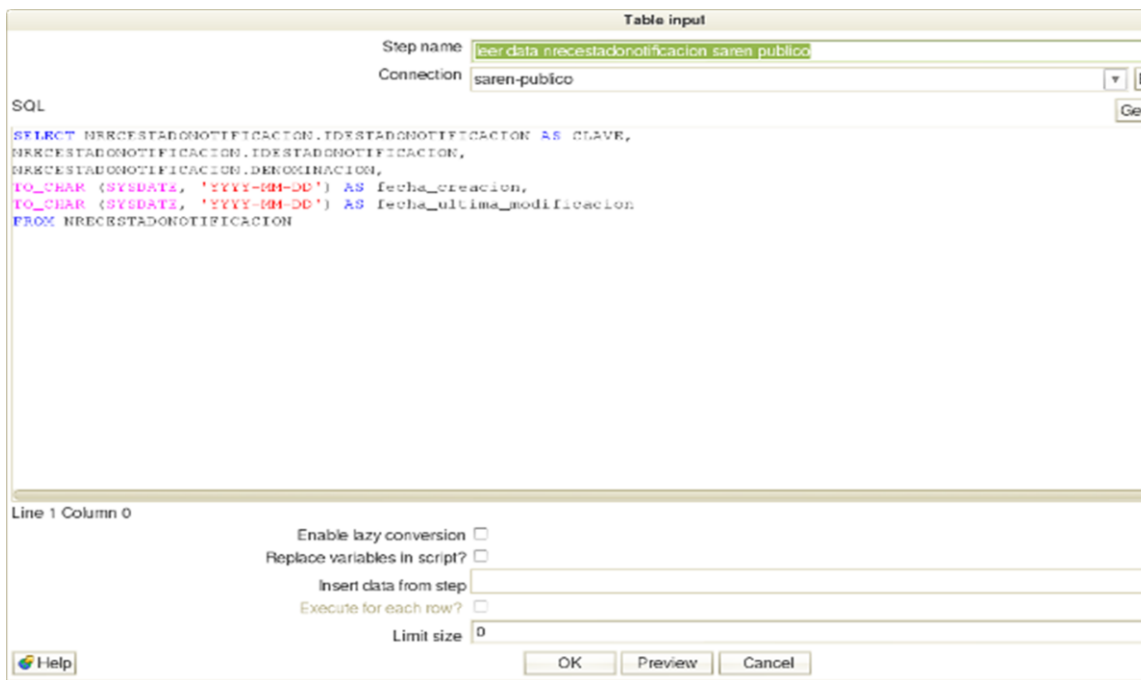 Table input
Step name leer data nrecestadonotificacion saren publico
Connection saren-publico
SQL
Ge
SELECT NRECESTADONOTIFICACION.IDESTADONOTIFICACION AS CLAVE,
NRECESTADONOTIFICACION.IDESTADONOTIFICACION,
NRECESTADONOTIFICACION.DENOMINACION,
TO_CHAR (SYSDATE, 'YYYY-MM-DD') AS fecha_creacion,
TO_CHAR (SYSDATE, 'YYYY-MM-DD') AS fecha_ultima_modificacion
FROM NRECESTADONOTIFICACION
Line 1 Column 0
Enable lazy conversion
Replace variables in script?
Insert data from step
Execute for each row?
Limit size 0
Help OK Preview Cancel